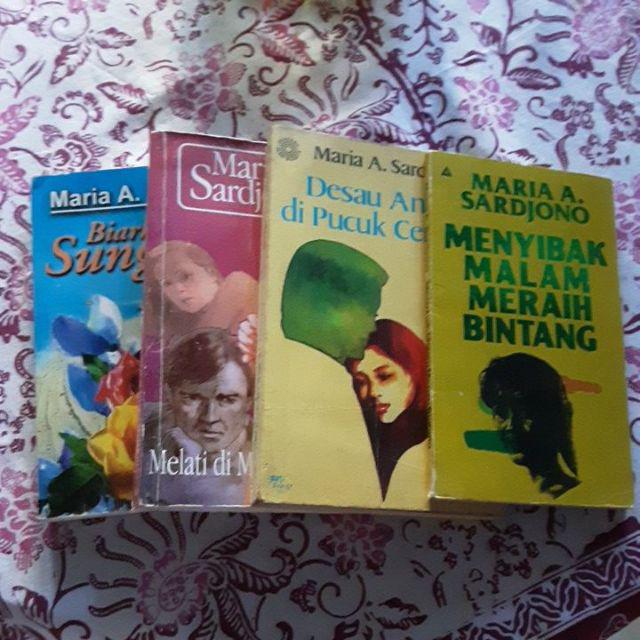 Maria A.
Biar
Sung
Mar
Sardj
Melati di M
Maria A. Sard
Desau An
di Pucuk Ce
MARIA A.
SARDJONO
MENYIBAK
MALAM
MERAIH
BINTANG